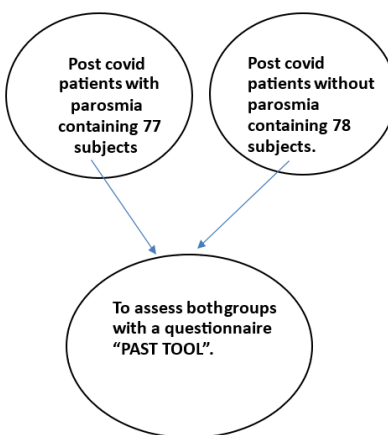 Post covid
patients with
parosmia
containing 77
subjects
Post covid
patients without
parosmia
containing 78
subjects.
To assess bothgroups
with a questionnaire
“PAST TOOL”.